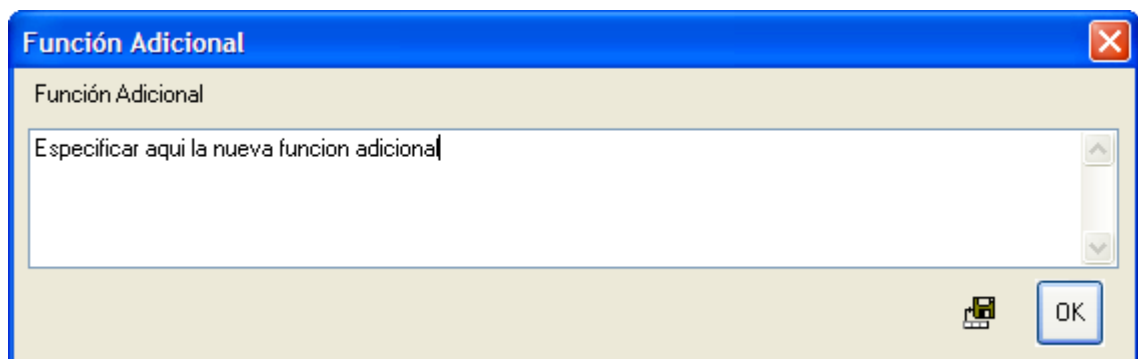 Función Adicional
Función Adicional
Especificar aqui la nueva funcion adicional
OK